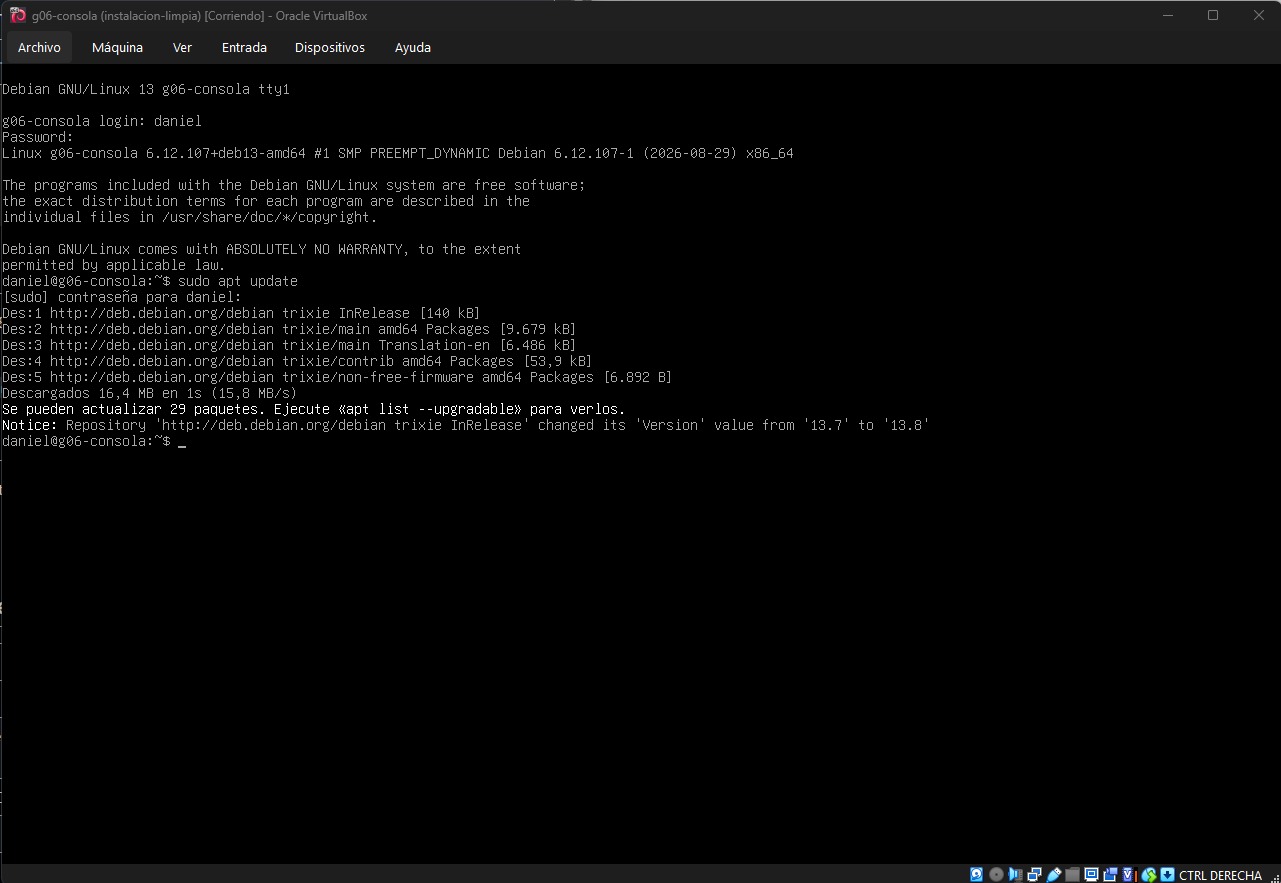 g06-consola (instalacion-limpia) [Corriendo] - Oracle VirtualBox
Archivo Máquina Ver Entrada Dispositivos Ayuda
Debian GNU/Linux 13 g06-consola tty1
g06-consola login: daniel
Password:
Linux g06-consola 6.12.107+deb13-amd64 #1 SMP PREEMPT_DYNAMIC Debian 6.12.107-1 (2026-08-29) x86_64
The programs included with the Debian GNU/Linux system are free software;
the exact distribution terms for each program are described in the
individual files in /usr/share/doc/*/copyright.
Debian GNU/Linux comes with ABSOLUTELY NO WARRANTY, to the extent
permitted by applicable law.
daniel@g06-consola:~$ sudo apt update
[sudo] contraseña para daniel:
Des:1 http://deb.debian.org/debian trixie InRelease [140 kB]
Des:2 http://deb.debian.org/debian trixie/main amd64 Packages [9.679 kB]
Des:3 http://deb.debian.org/debian trixie/main Translation-en [6.486 kB]
Des:4 http://deb.debian.org/debian trixie/contrib amd64 Packages [53,9 kB]
Des:5 http://deb.debian.org/debian trixie/non-free-firmware amd64 Packages [6.892 B]
Descargados 16,4 MB en 1s (15,8 MB/s)
Se pueden actualizar 29 paquetes. Ejecute «apt list --upgradable» para verlos.
Notice: Repository 'http://deb.debian.org/debian trixie InRelease' changed its 'Version' value from '13.7' to '13.8'
daniel@g06-consola:~$ _
CTRL DERECHA